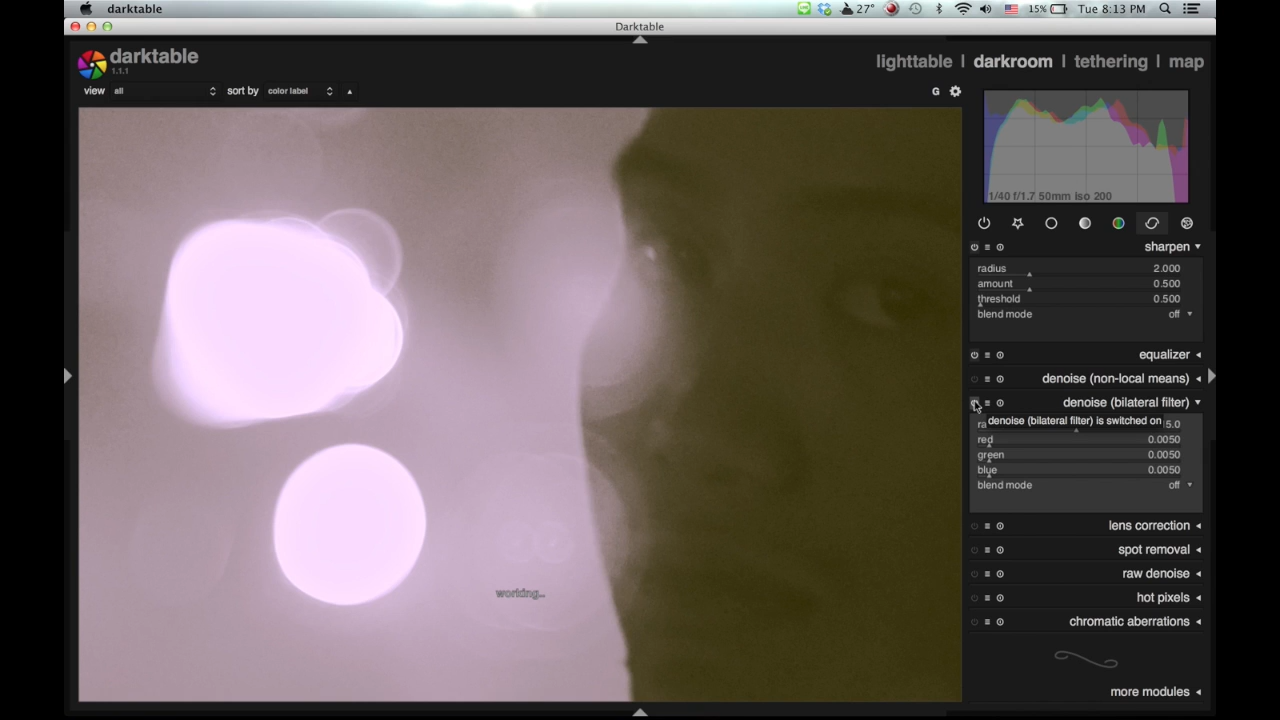 darktable 27° 15% Tue 8:13 PM
Darktable
darktable
1.1.1
lighttable | darkroom | tethering | map
view all sort by color label G
1/40 f/1.7 50mm iso 200
sharpen
radius 2.000
amount 0.500
threshold 0.500
blend mode off
equalizer
denoise (non-local means)
denoise (bilateral filter)
denoise (bilateral filter) is switched on
5.0
red 0.0050
green 0.0050
blue 0.0050
blend mode off
lens correction
spot removal
raw denoise
working...
hot pixels
chromatic aberrations
more modules